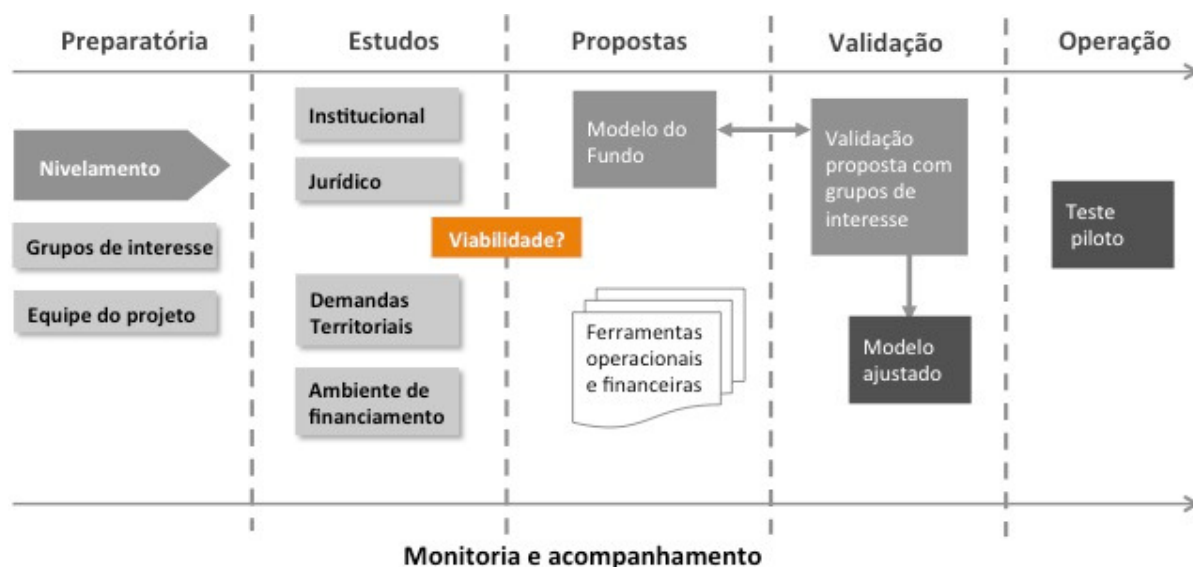 Preparatória
Estudos
Propostas
Validação
Operação
Nivelamento
Grupos de interesse
Equipe do projeto
Institucional
Jurídico
Viabilidade?
Demandas
Territoriais
Ambiente de
financiamento
Modelo do
Fundo
Ferramentas
operacionais
e financeiras
Validação
proposta com
grupos de
interesse
Modelo
ajustado
Teste
piloto
Monitoria e acompanhamento